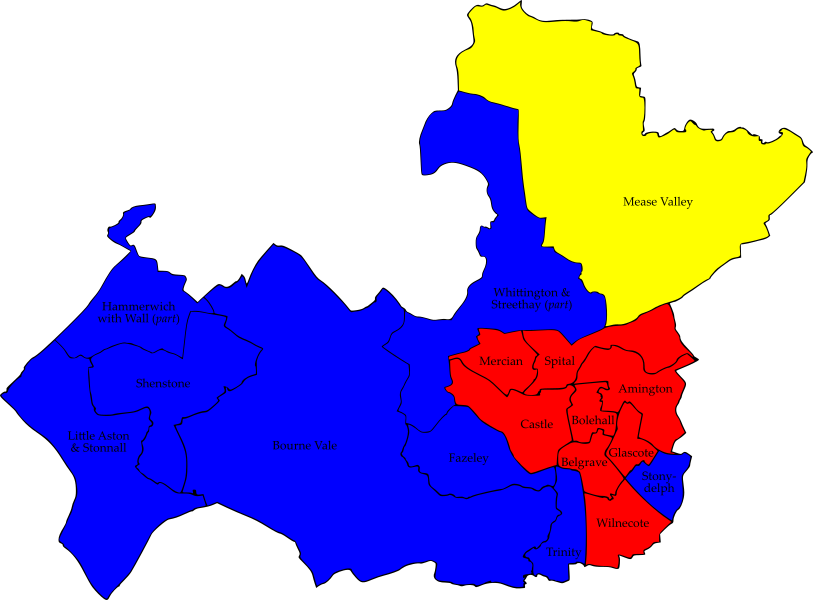 Mease Valley
Whittington &
Streethay (part)
Hammerwich
with Wall (part)
Mercian
Spital
Shenstone
Amington
Castle
Bolehall
Little Aston
& Stonnall
Bourne Vale
Fazeley
Belgrave
Glascote
Stony-
delph
Wilnecote
Trinity